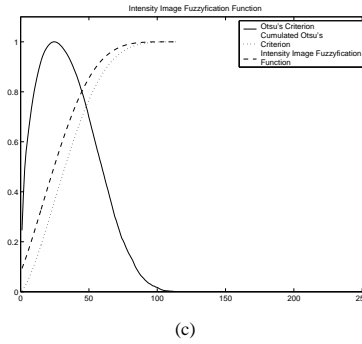 Intensity Image Fuzzyfication Function
Otsu's Criterion
Cumulated Otsu's
Criterion
Intensity Image Fuzzyfication
Function
1
0.8
0.6
0.4
0.2
0
0 50 100 150 200 250
(c)